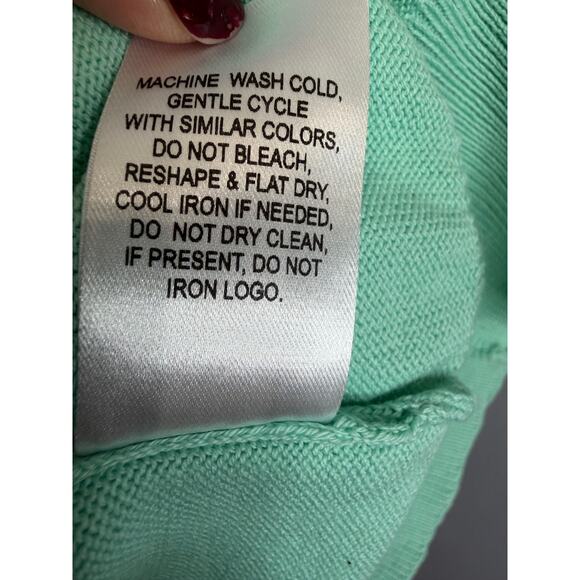 MACHINE WASH COLD,
GENTLE CYCLE
WITH SIMILAR COLORS,
DO NOT BLEACH,
RESHAPE & FLAT DRY,
COOL IRON IF NEEDED,
DO NOT DRY CLEAN,
IF PRESENT, DO NOT
IRON LOGO.